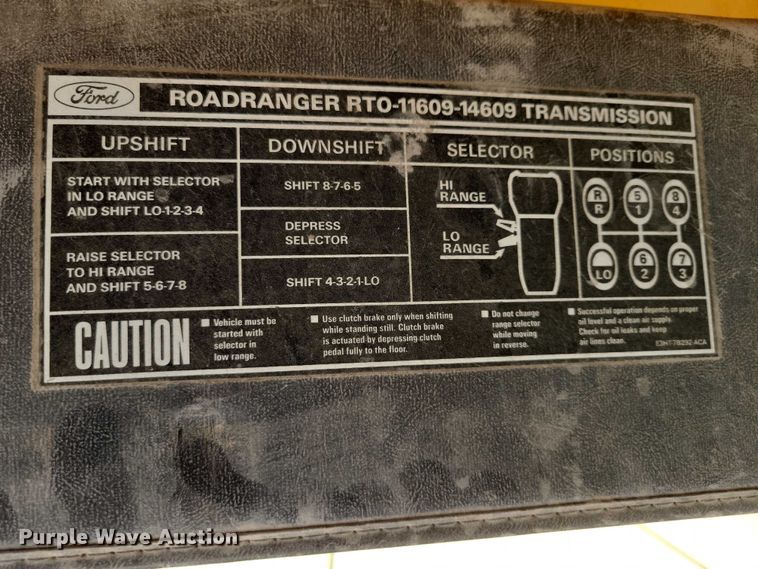 Ford
ROADRANGER RTO-11609-14609 TRANSMISSION
UPSHIFT
START WITH SELECTOR
IN LO RANGE
AND SHIFT LO-1-2-3-4
RAISE SELECTOR
TO HI RANGE
AND SHIFT 5-6-7-8
DOWNSHIFT
SHIFT 8-7-6-5
DEPRESS
SELECTOR
SHIFT 4-3-2-1-LO
SELECTOR
HI
RANGE
LO
RANGE
POSITIONS
R 5 8
R 1 4
6 7
LO 2 3
CAUTION
■ Vehicle must be
started with
selector in
low range.
■ Use clutch brake only when shifting
while standing still. Clutch brake
is actuated by depressing clutch
pedal fully to the floor.
■ Do not change
range selector
while moving
in reverse.
■ Successful operation depends on proper
oil level and a clean air supply.
Check for oil leaks and keep
air lines clean.
E3HT-7B292-ACA
Purple Wave Auction
Purple Wave Auction